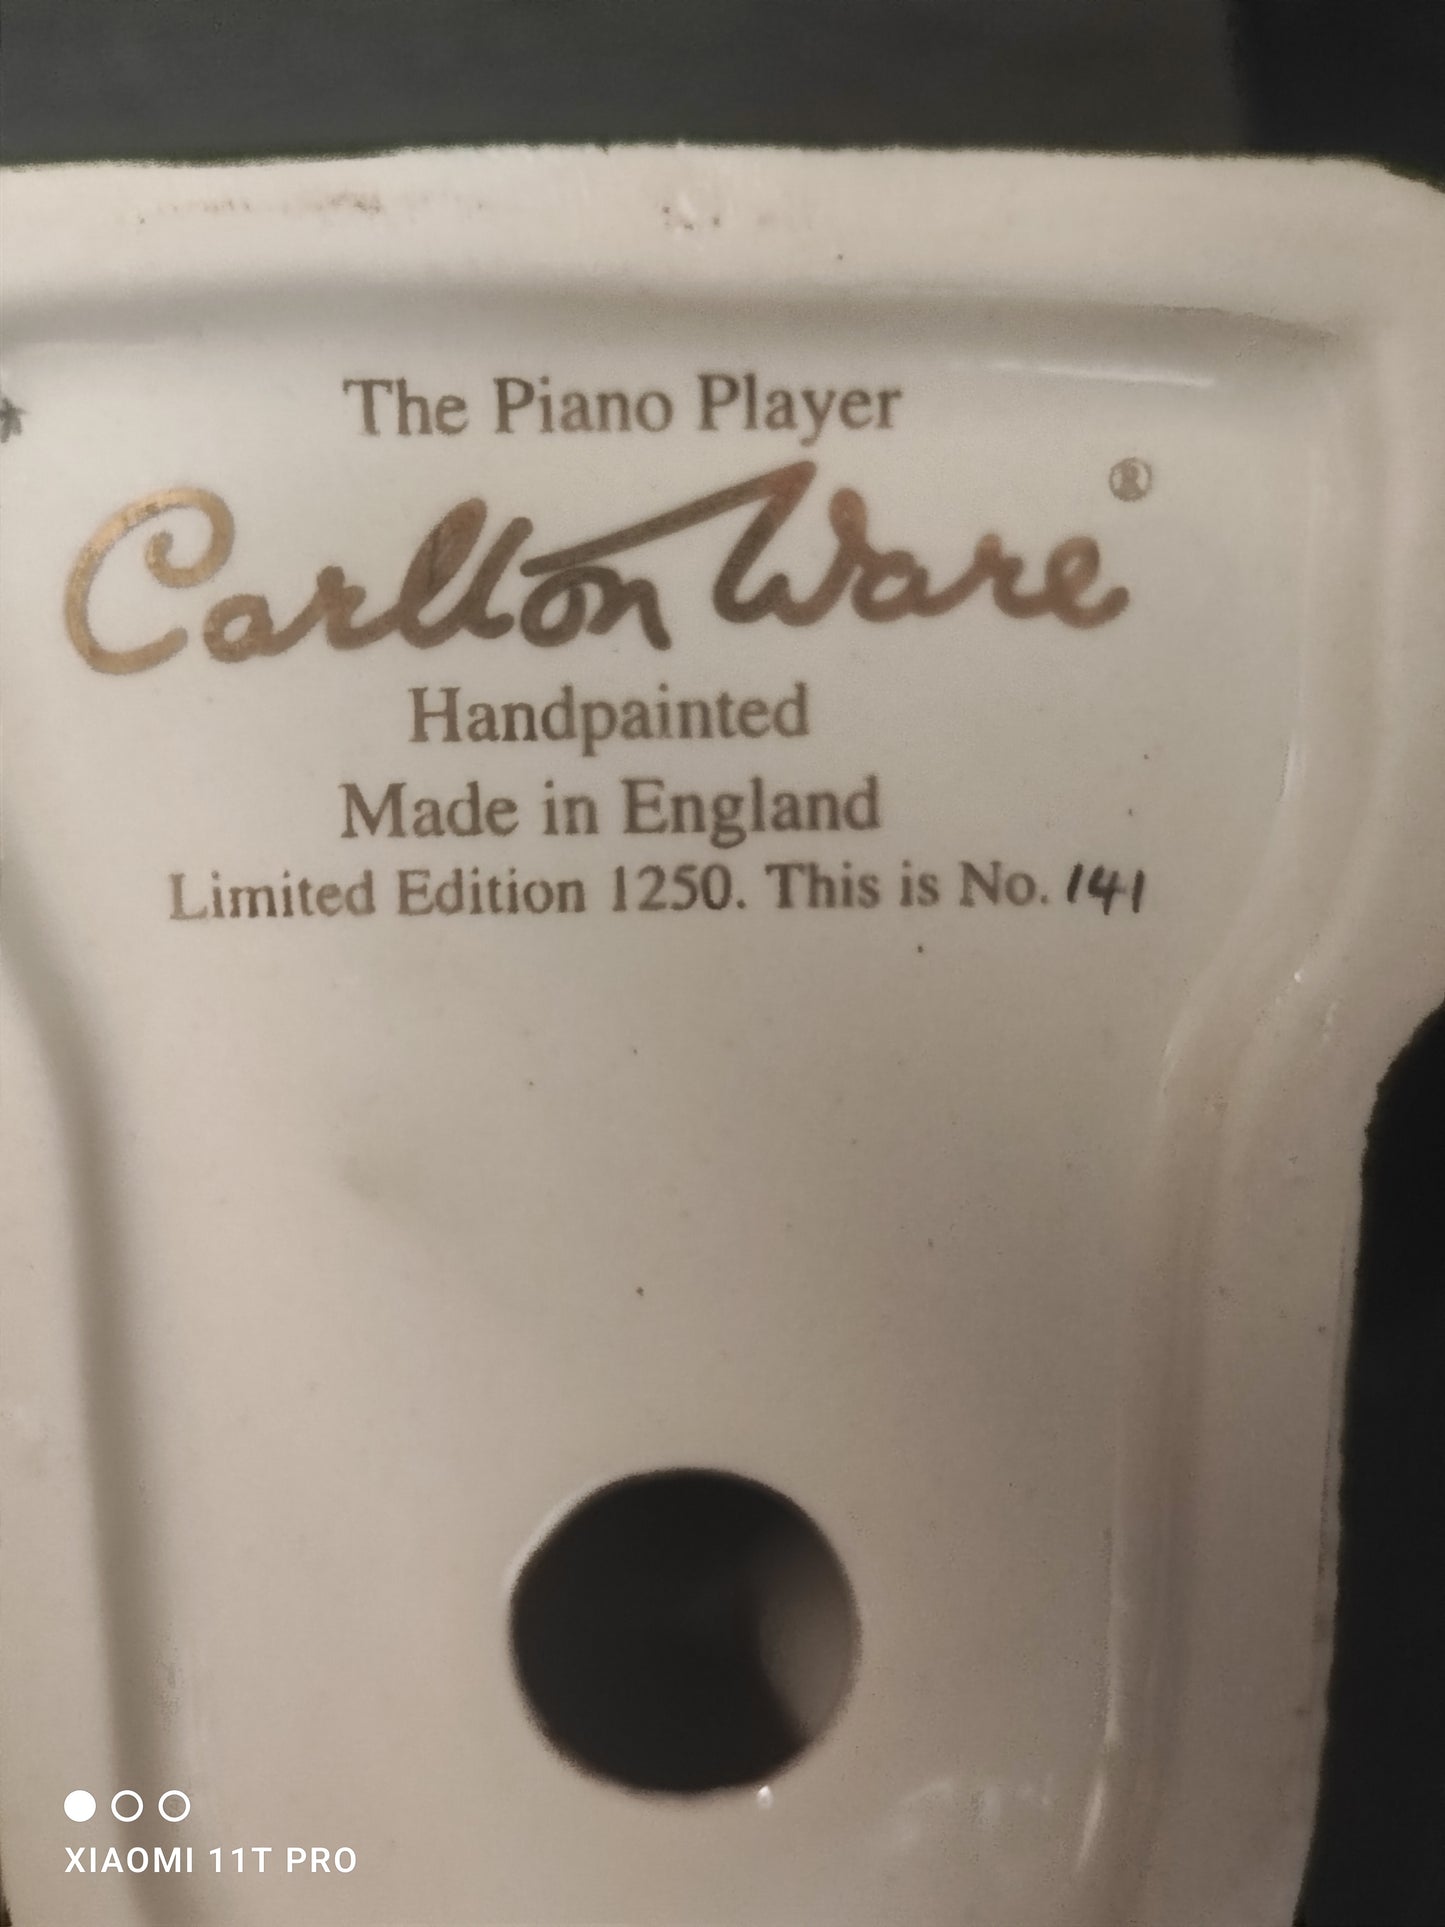 The Piano Player
Carlton Ware ®
Handpainted
Made in England
Limited Edition 1250. This is No. 141
XIAOMI 11T PRO